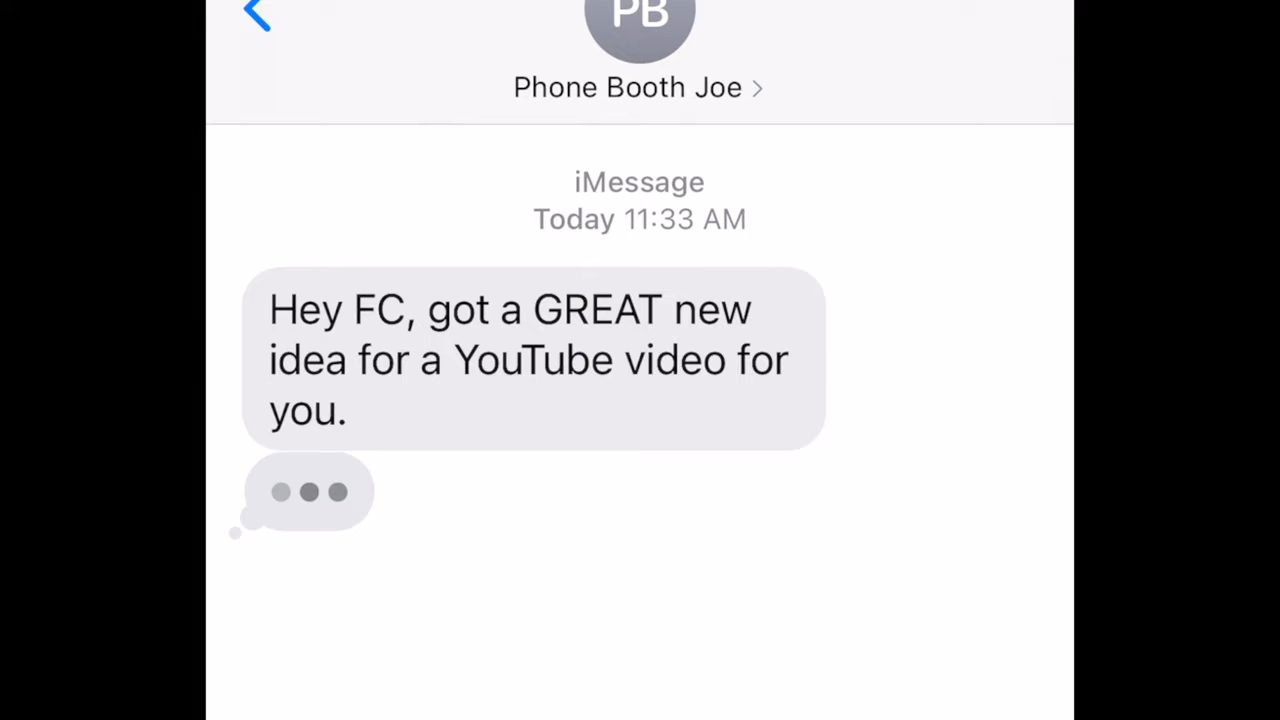 PB
Phone Booth Joe
iMessage
Today 11:33 AM
Hey FC, got a GREAT new
idea for a YouTube video for
you.